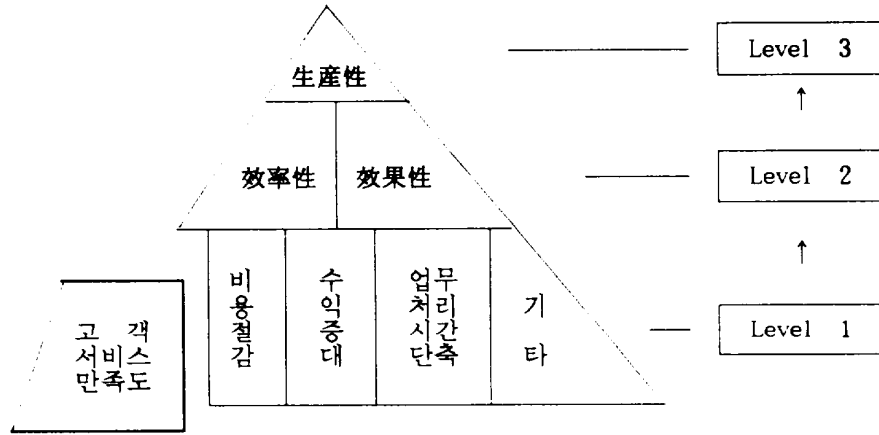 生産性
Level 3
↑
效率性 效果性
Level 2
↑
고 객
서비스
만족도
비용절감
수익증대
업무
처리
시간
단축
기타
Level 1